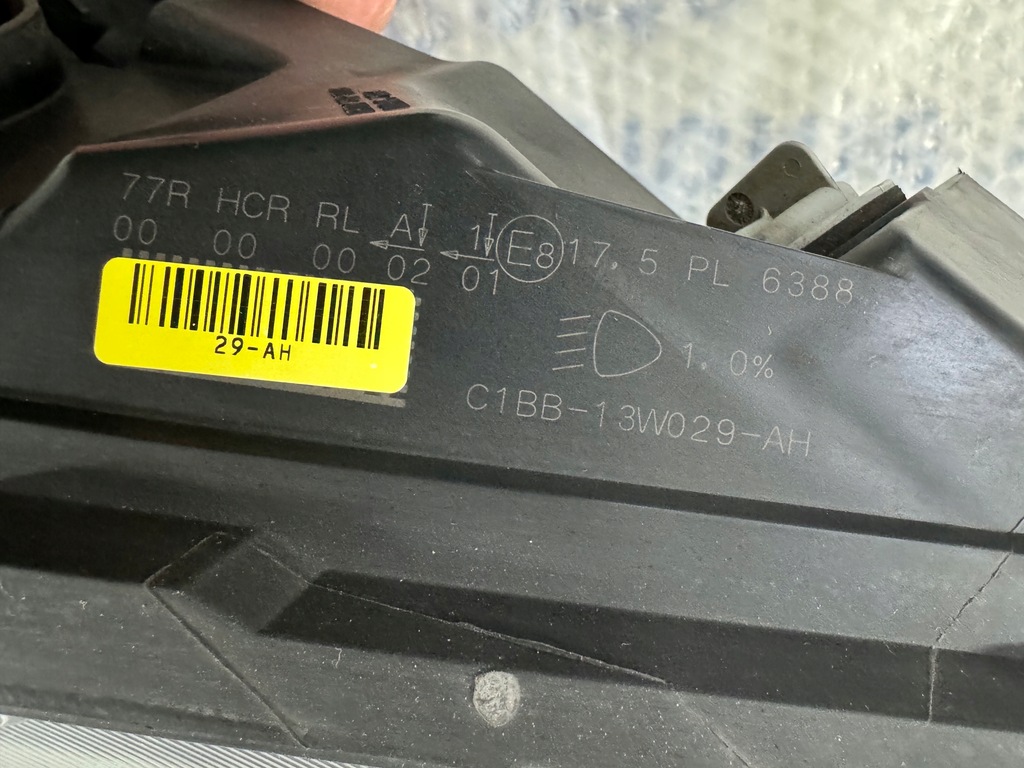 77R HCR RL A 1 E8 17.5 PL 6388
00 00 00 02 01
1.0%
29-AH
C1BB-13W029-AH